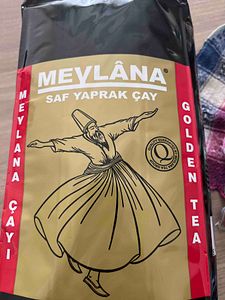 MEVLÂNA®
SAF YAPRAK ÇAY
MEVLANA ÇAYI
GOLDEN TEA